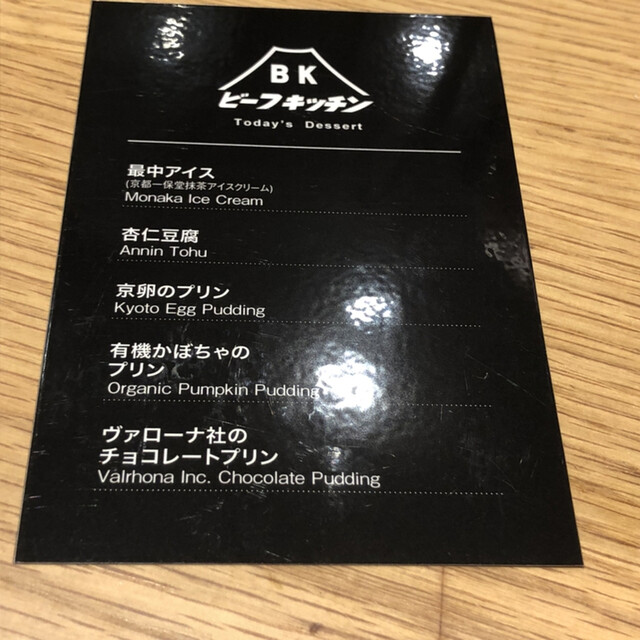 BK
ビーフキッチン
Today's Dessert
最中アイス
(京都一保堂抹茶アイスクリーム)
Monaka Ice Cream
杏仁豆腐
Annin Tohu
京卵のプリン
Kyoto Egg Pudding
有機かぼちゃの
プリン
Organic Pumpkin Pudding
ヴァローナ社の
チョコレートプリン
Valrhona Inc. Chocolate Pudding